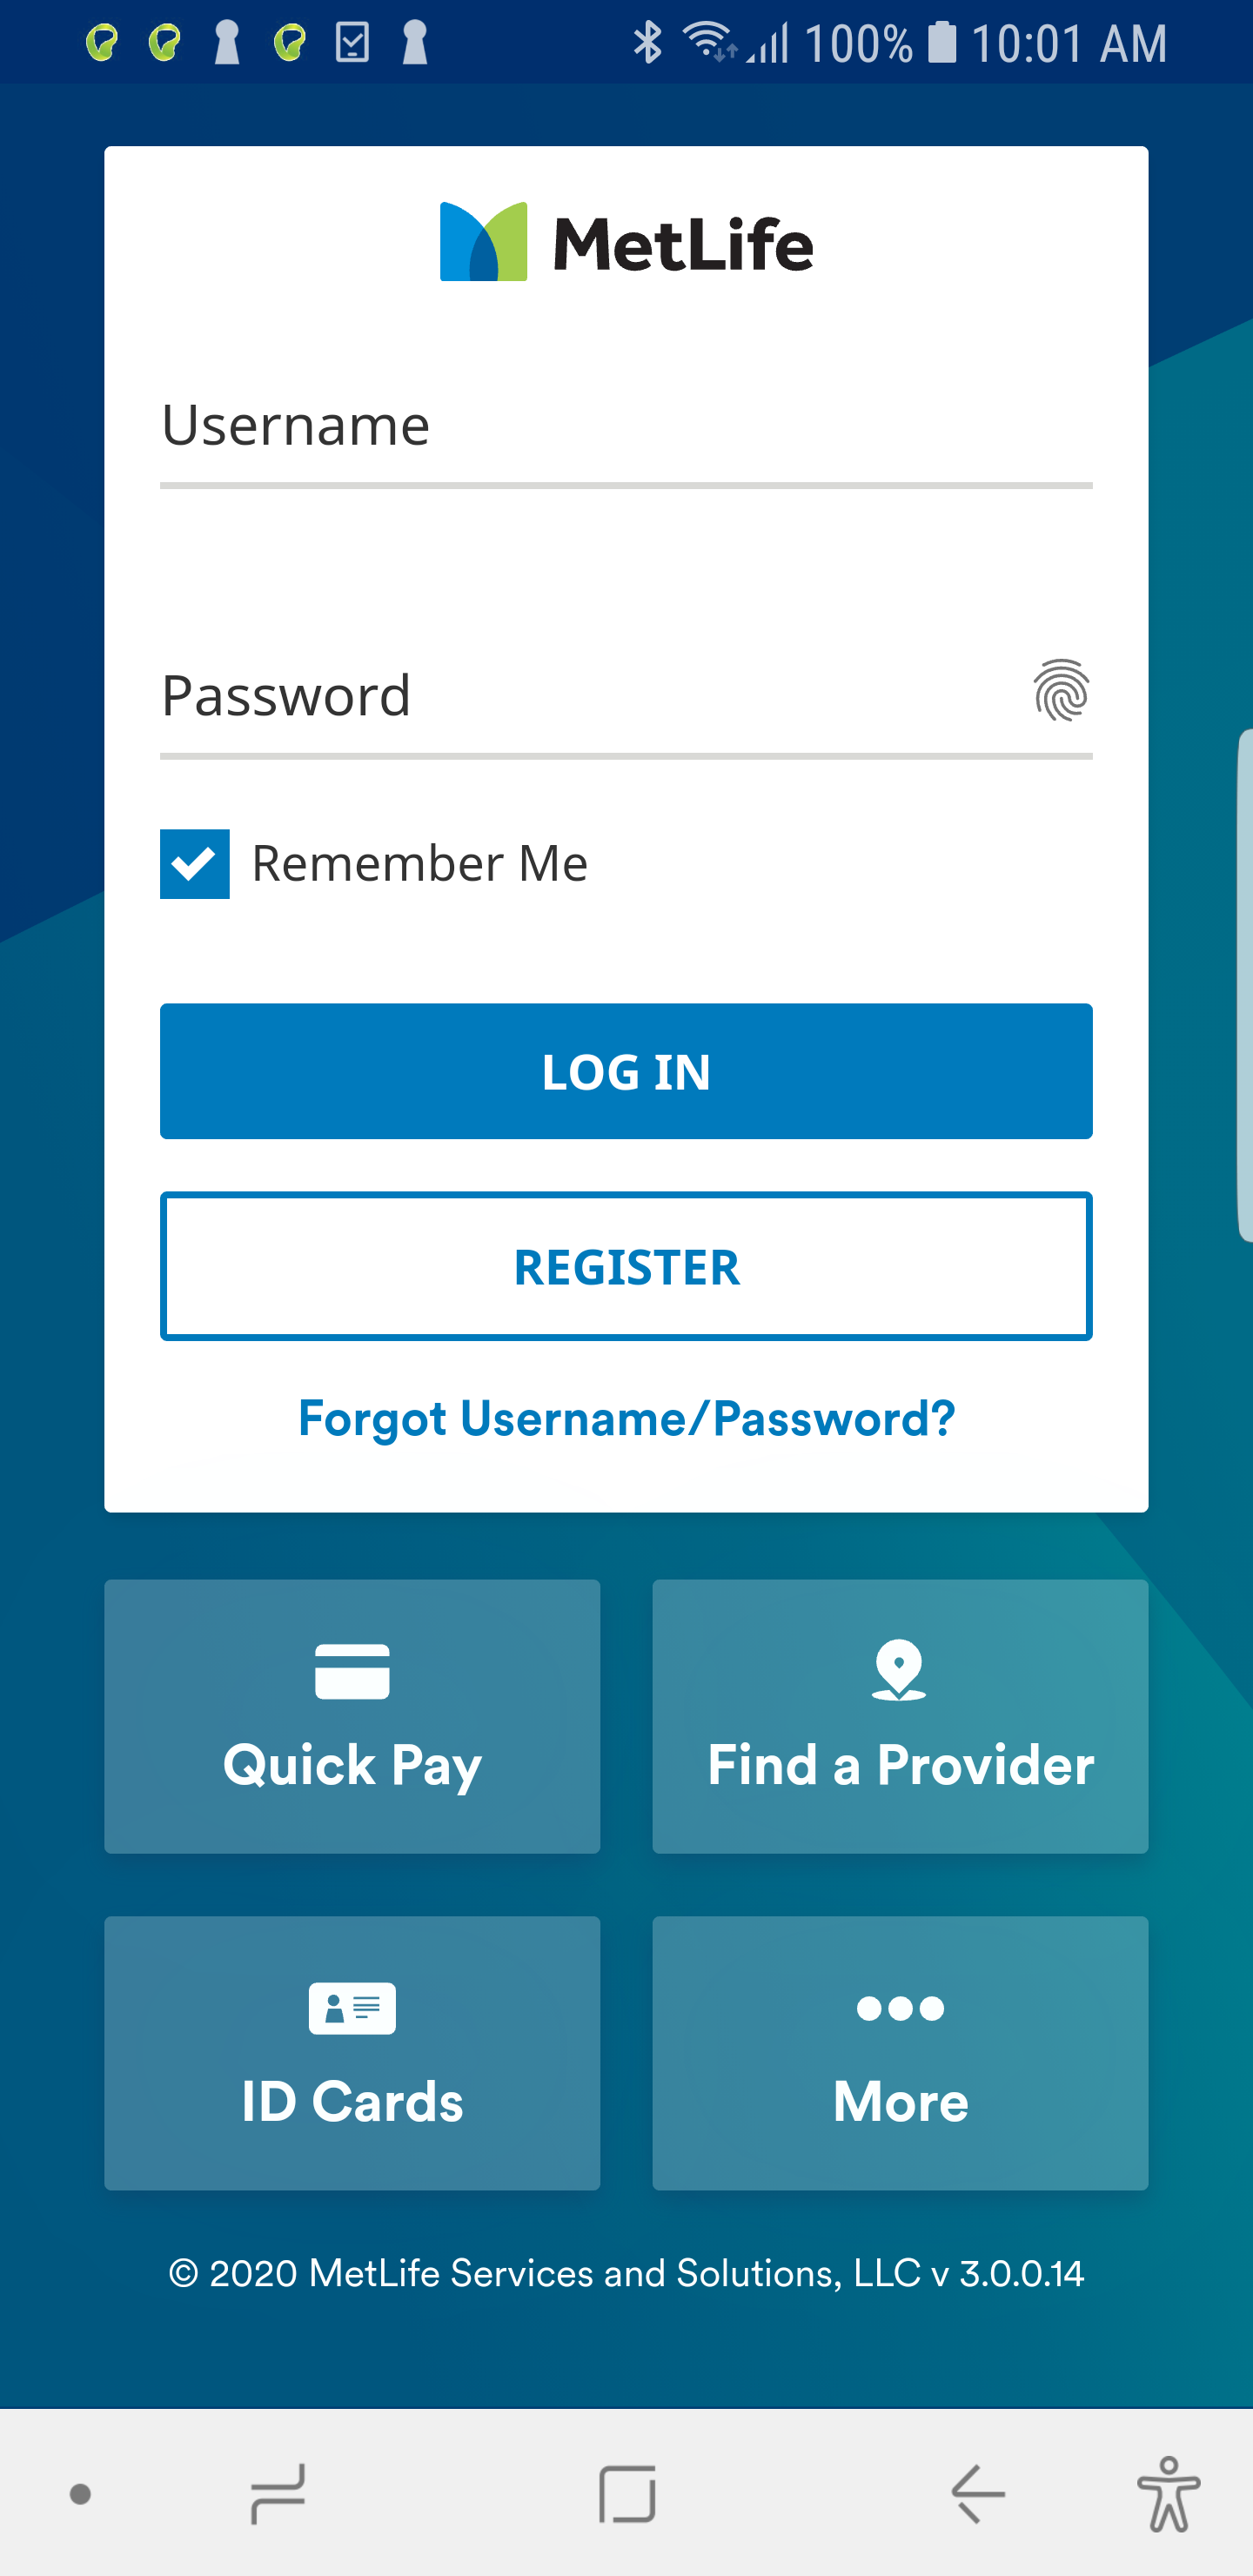 100% 10:01 AM
MetLife
Username
Password
Remember Me
LOG IN
REGISTER
Forgot Username/Password?
Quick Pay
Find a Provider
ID Cards
More
© 2020 MetLife Services and Solutions, LLC v 3.0.0.14